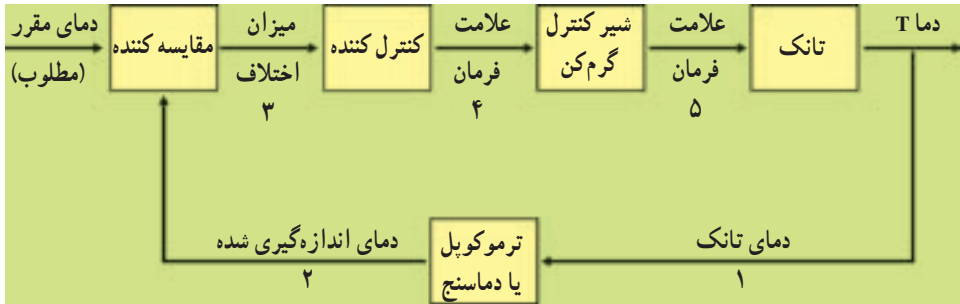 دمای مقرر
(مطلوب)
مقایسه کننده
میزان
اختلاف
۳
کنترل کننده
علامت
فرمان
۴
شیر کنترل
گرم‌کن
علامت
فرمان
۵
تانک
دما T
دمای تانک
۱
ترموکوپل
یا دماسنج
دمای اندازه‌گیری شده
۲